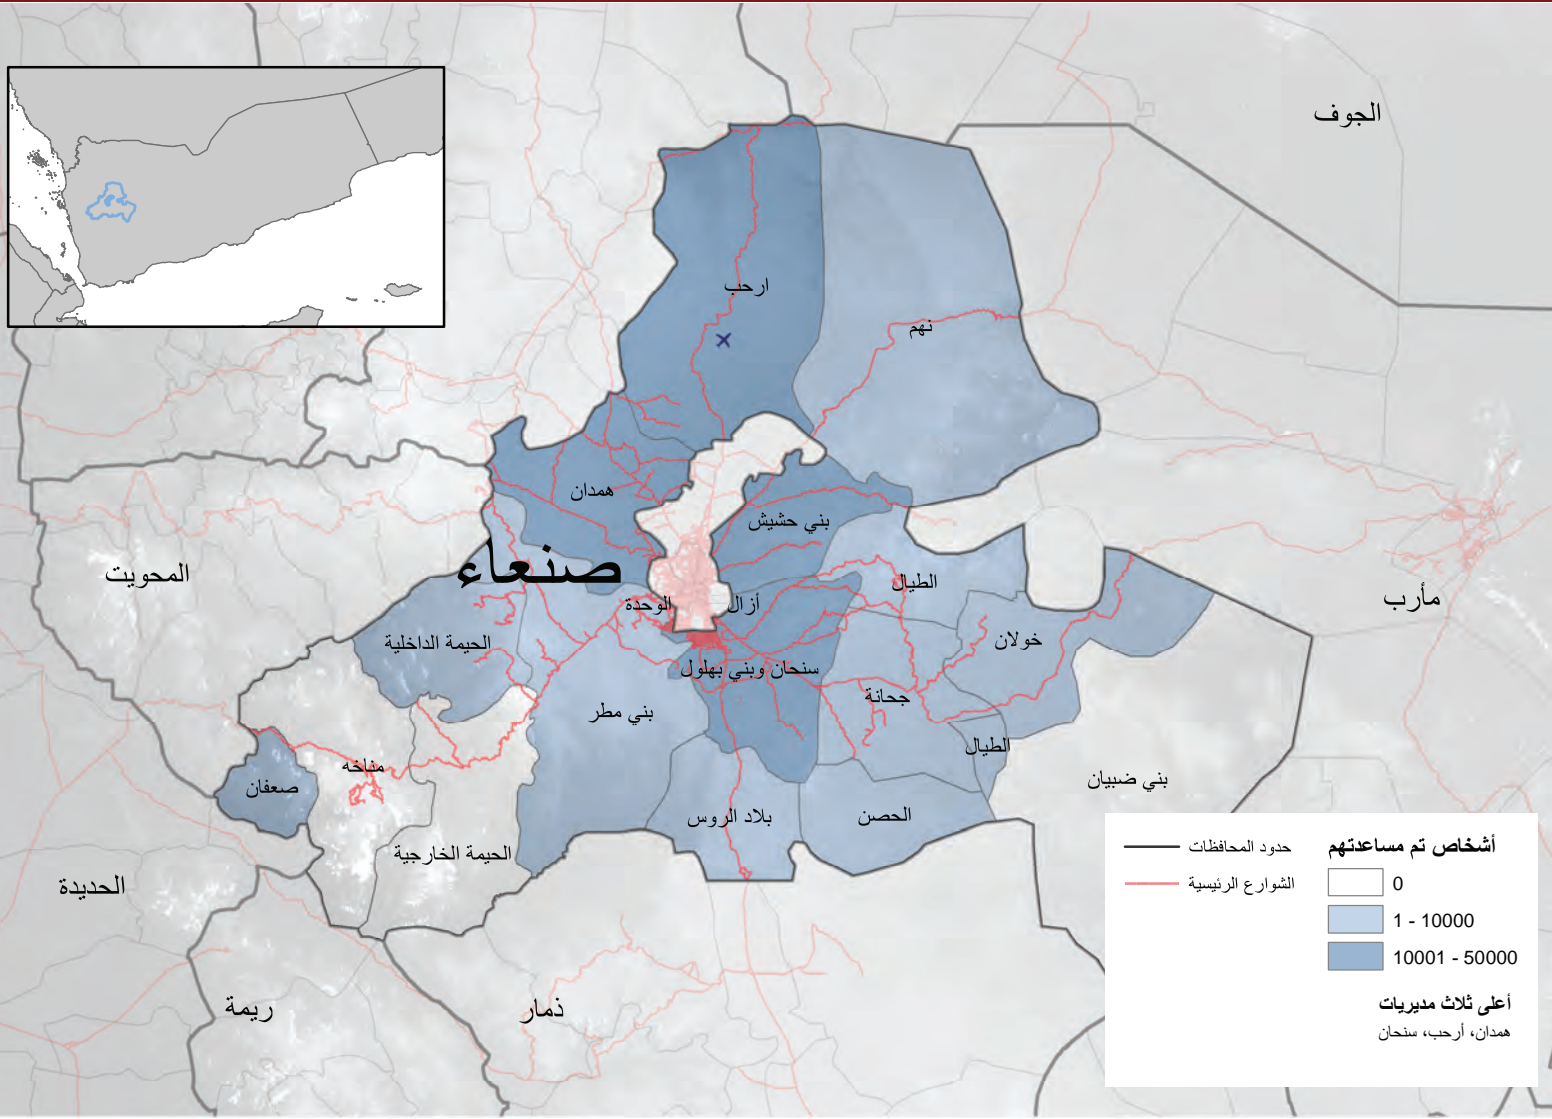 الجوف
ارحب
نهم
همدان
بني حشيش
صنعاء
المحويت
الطيال
مأرب
الوحدة
أزال
الحيمة الداخلية
خولان
سنحان وبني بهلول
جحانة
بني مطر
الطيال
مناخه
صعفان
بني ضبيان
بلاد الروس
الحصن
الحيمة الخارجية
الحديدة
ريمة
ذمار
أشخاص تم مساعدتهم
0
1 - 10000
10001 - 50000
حدود المحافظات
الشوارع الرئيسية
أعلى ثلاث مديريات
همدان، أرحب، سنحان